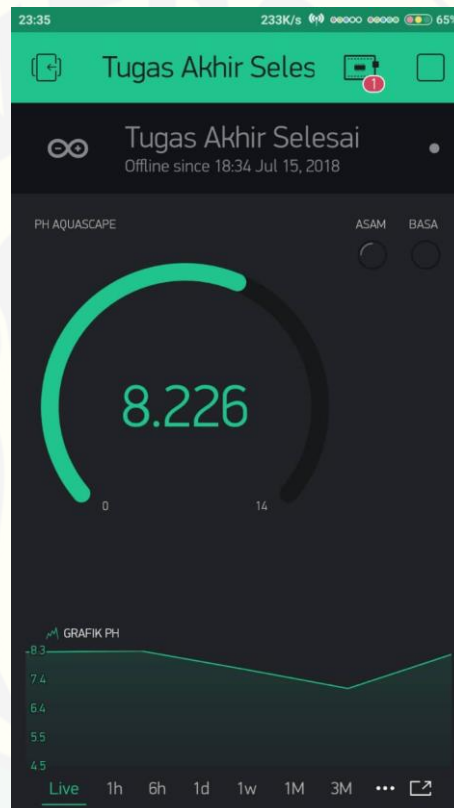 23:35 233K/s 65%
Tugas Akhir Seles 1
Tugas Akhir Selesai
Offline since 18:34 Jul 15, 2018
PH AQUASCAPE ASAM BASA
8.226
0 14
GRAFIK PH
8.3
7.4
6.4
5.5
4.5
Live 1h 6h 1d 1w 1M 3M ...